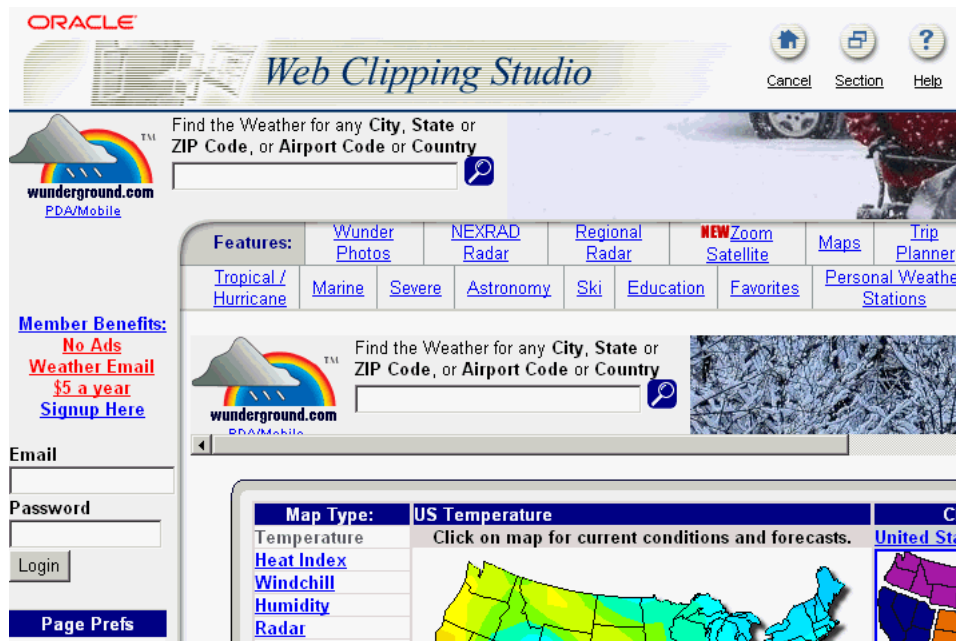 ORACLE
Web Clipping Studio
Cancel Section Help
Find the Weather for any City, State or
ZIP Code, or Airport Code or Country
TM
wunderground.com
PDA/Mobile
Features: Wunder Photos NEXRAD Radar Regional Radar NEW Zoom Satellite Maps Trip Planner
Tropical / Hurricane Marine Severe Astronomy Ski Education Favorites Personal Weathe Stations
Member Benefits:
No Ads
Weather Email
$5 a year
Signup Here
Find the Weather for any City, State or
ZIP Code, or Airport Code or Country
TM
wunderground.com
PDA/Mobile
Email
Password
Login
Page Prefs
Map Type: US Temperature C
Temperature Click on map for current conditions and forecasts. United Sta
Heat Index
Windchill
Humidity
Radar